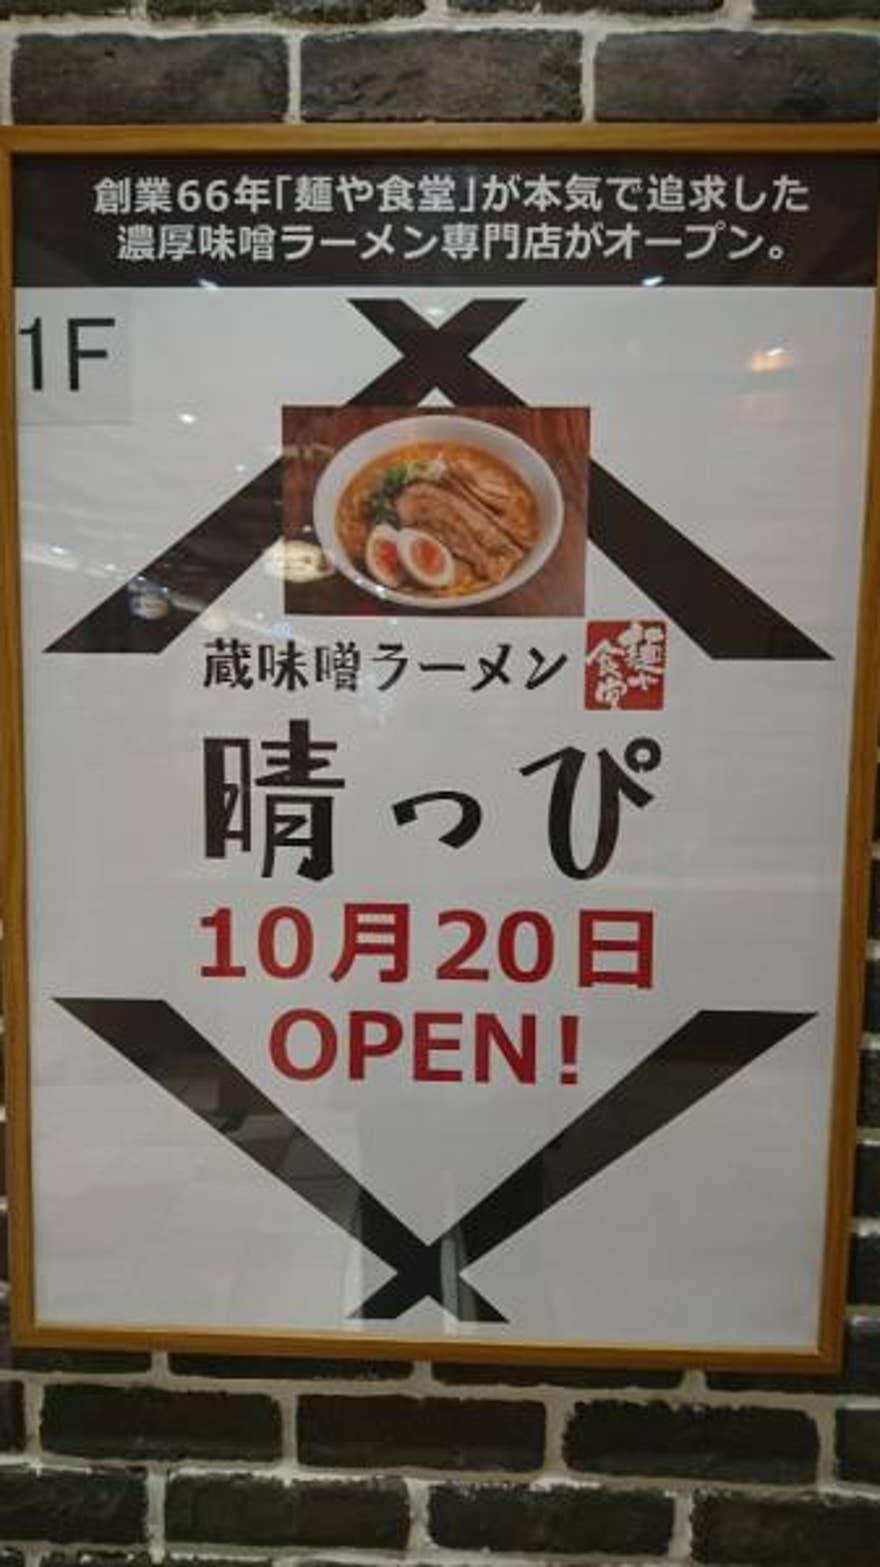 創業66年「麺や食堂」が本気で追求した
濃厚味噌ラーメン専門店がオープン。
1F
蔵味噌ラーメン
麺や食堂
晴っぴ
10月20日
OPEN!